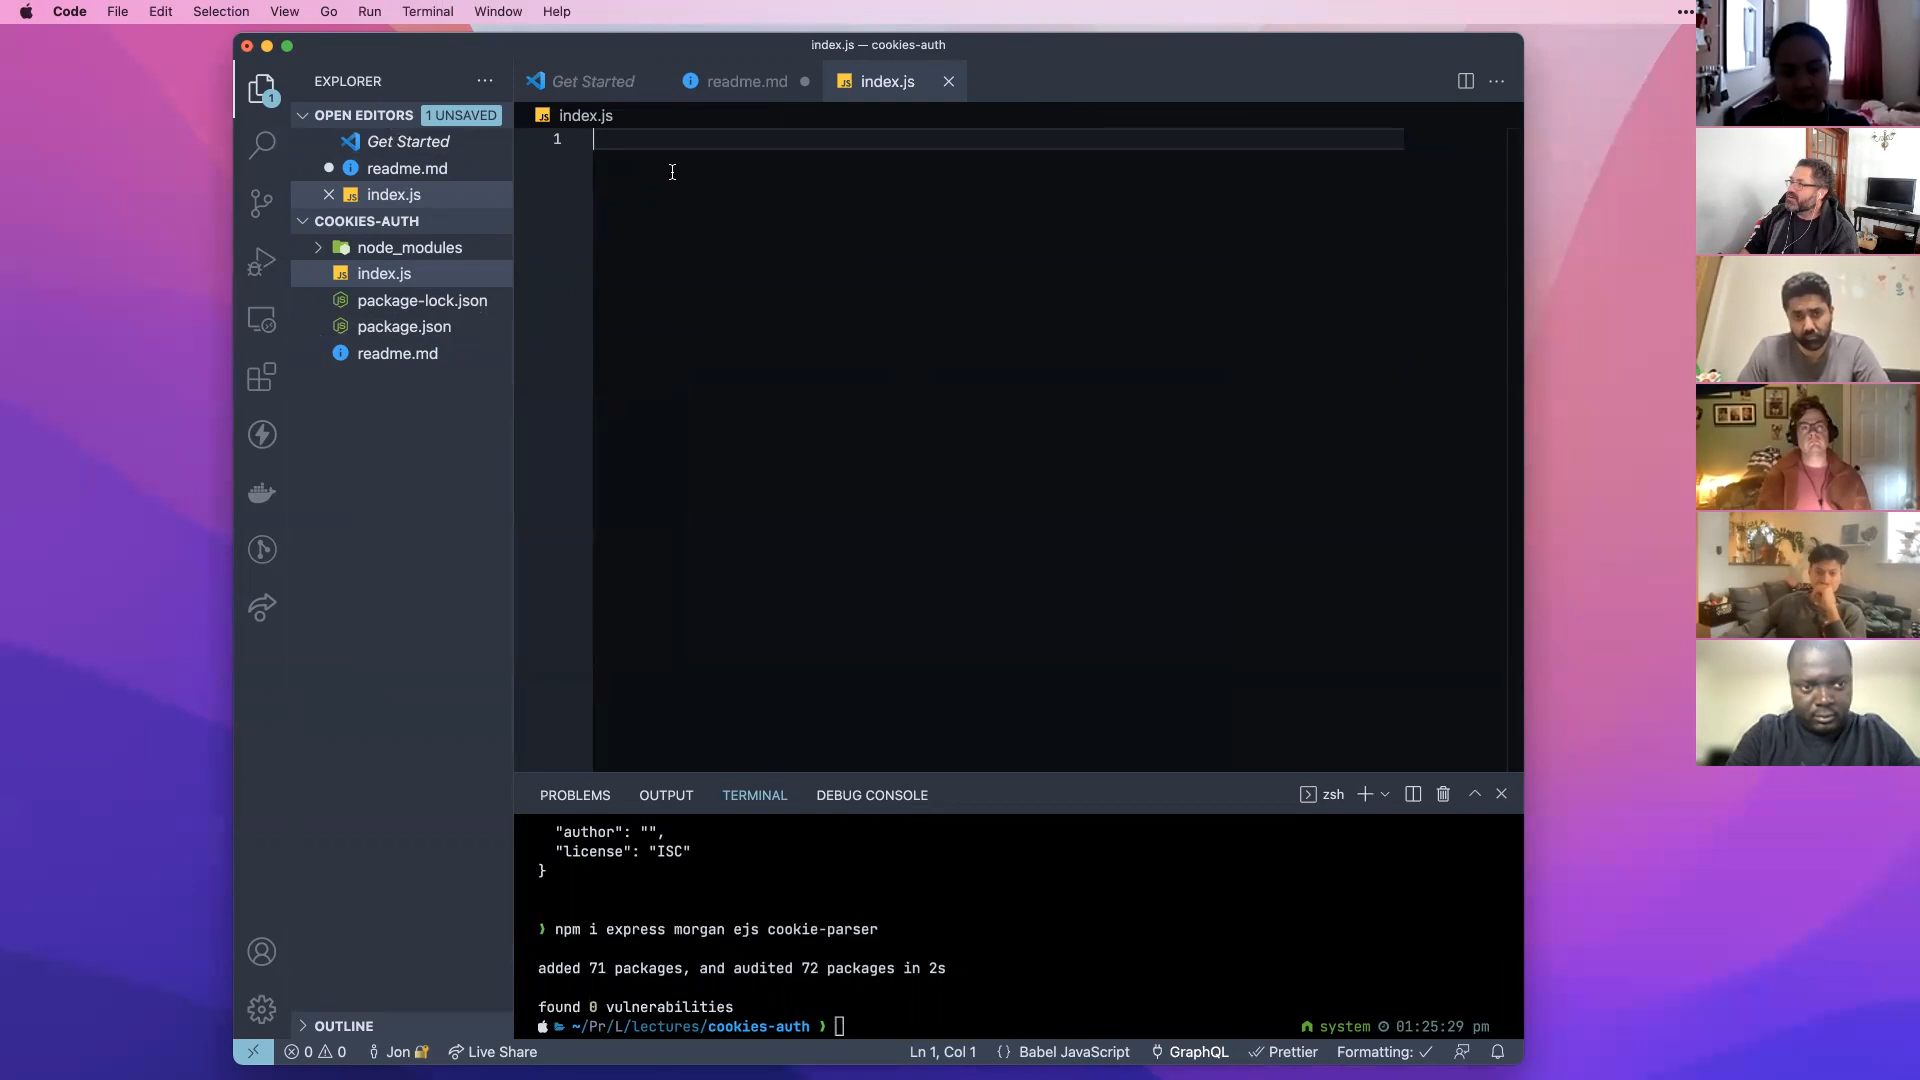 Code File Edit Selection View Go Run Terminal Window Help
index.js — cookies-auth
EXPLORER
Get Started
readme.md
index.js
OPEN EDITORS
1 UNSAVED
index.js
1
Get Started
readme.md
index.js
COOKIES-AUTH
node_modules
index.js
package-lock.json
package.json
readme.md
1
PROBLEMS OUTPUT TERMINAL DEBUG CONSOLE
zsh
"author": "",
"license": "ISC"
}
❯ npm i express morgan ejs cookie-parser
added 71 packages, and audited 72 packages in 2s
found 0 vulnerabilities
~/Pr/L/lectures/cookies-auth ❯
system 01:25:29 pm
OUTLINE
0 0 Jon Live Share
Ln 1, Col 1 {} Babel JavaScript GraphQL Prettier Formatting: ✓